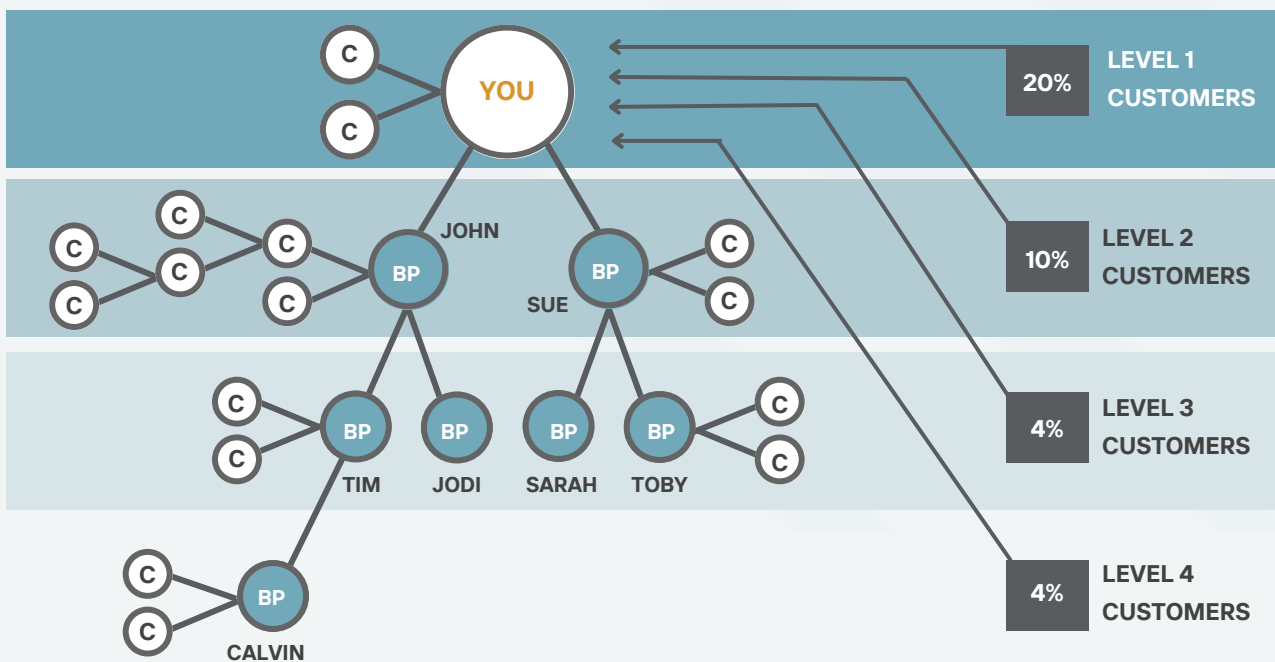 C
YOU
C
20%
LEVEL 1
CUSTOMERS
C
C
C
C
C
C
JOHN
BP
C
BP
SUE
C
C
10%
LEVEL 2
CUSTOMERS
C
C
BP
TIM
BP
JODI
BP
SARAH
BP
TOBY
C
C
4%
LEVEL 3
CUSTOMERS
C
C
BP
CALVIN
4%
LEVEL 4
CUSTOMERS